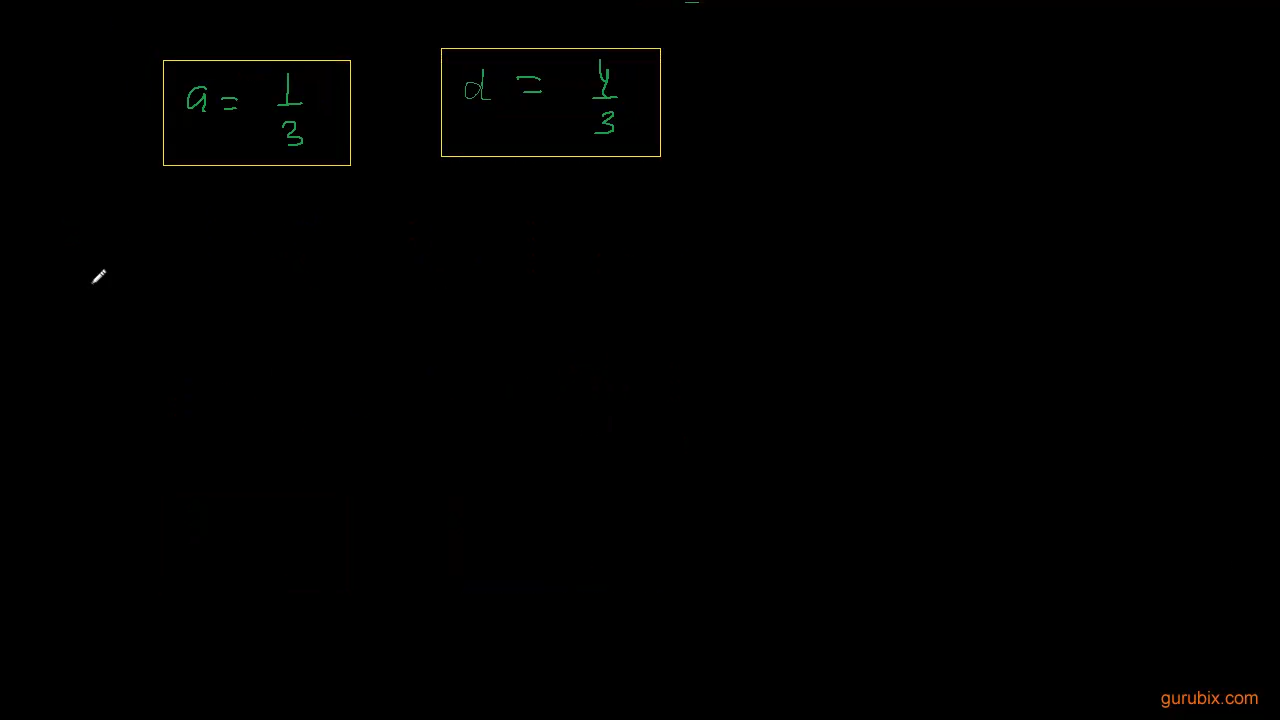 a = 1/3
d = 4/3
gurubix.com